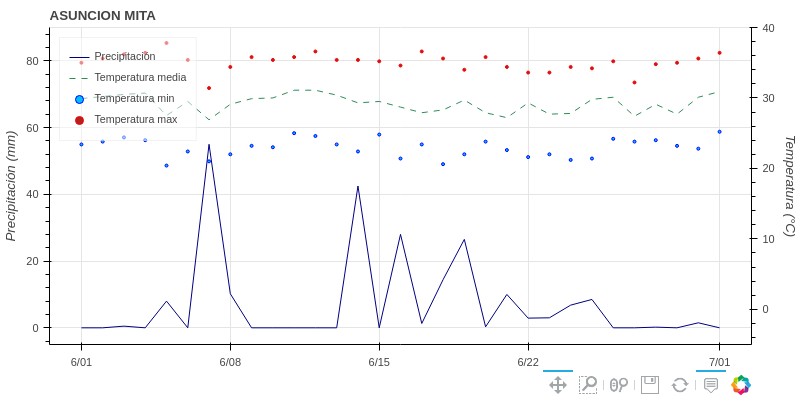 ASUNCION MITA
Precipitación
Temperatura media
Temperatura min
Temperatura max
Precipitación (mm)
80
60
40
20
0
Temperatura (°C)
40
30
20
10
0
6/01 6/08 6/15 6/22 7/01